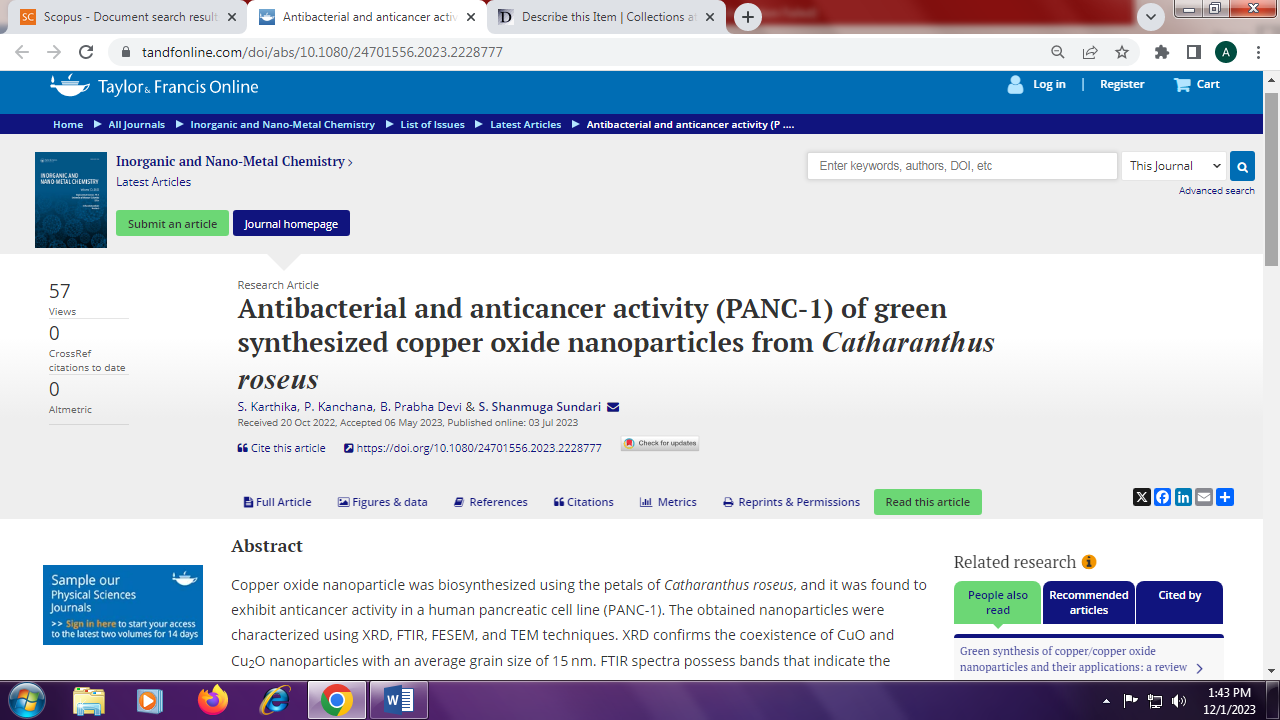 Scopus - Document search result
Antibacterial and anticancer activ
Describe this Item | Collections a
tandfonline.com/doi/abs/10.1080/24701556.2023.2228777
A
Taylor & Francis Online
Log in | Register Cart
Home All Journals Inorganic and Nano-Metal Chemistry List of Issues Latest Articles Antibacterial and anticancer activity (P ....
INORGANIC AND
NANO-METAL CHEMISTRY
Inorganic and Nano-Metal Chemistry
Latest Articles
Submit an article
Journal homepage
Enter keywords, authors, DOI, etc
This Journal
Advanced search
57
Views
0
CrossRef
citations to date
0
Altmetric
Research Article
Antibacterial and anticancer activity (PANC-1) of green
synthesized copper oxide nanoparticles from Catharanthus
roseus
S. Karthika, P. Kanchana, B. Prabha Devi & S. Shanmuga Sundari
Received 20 Oct 2022, Accepted 06 May 2023, Published online: 03 Jul 2023
Cite this article https://doi.org/10.1080/24701556.2023.2228777 Check for updates
Full Article Figures & data References Citations Metrics Reprints & Permissions Read this article
Sample our
Physical Sciences
Journals
>> Sign in here to start your access
to the latest two volumes for 14 days
Abstract
Copper oxide nanoparticle was biosynthesized using the petals of Catharanthus roseus, and it was found to
exhibit anticancer activity in a human pancreatic cell line (PANC-1). The obtained nanoparticles were
characterized using XRD, FTIR, FESEM, and TEM techniques. XRD confirms the coexistence of CuO and
Cu₂O nanoparticles with an average grain size of 15 nm. FTIR spectra possess bands that indicate the
Related research
People also
read
Recommended
articles
Cited by
Green synthesis of copper/copper oxide
nanoparticles and their applications: a review
1:43 PM
12/1/2023